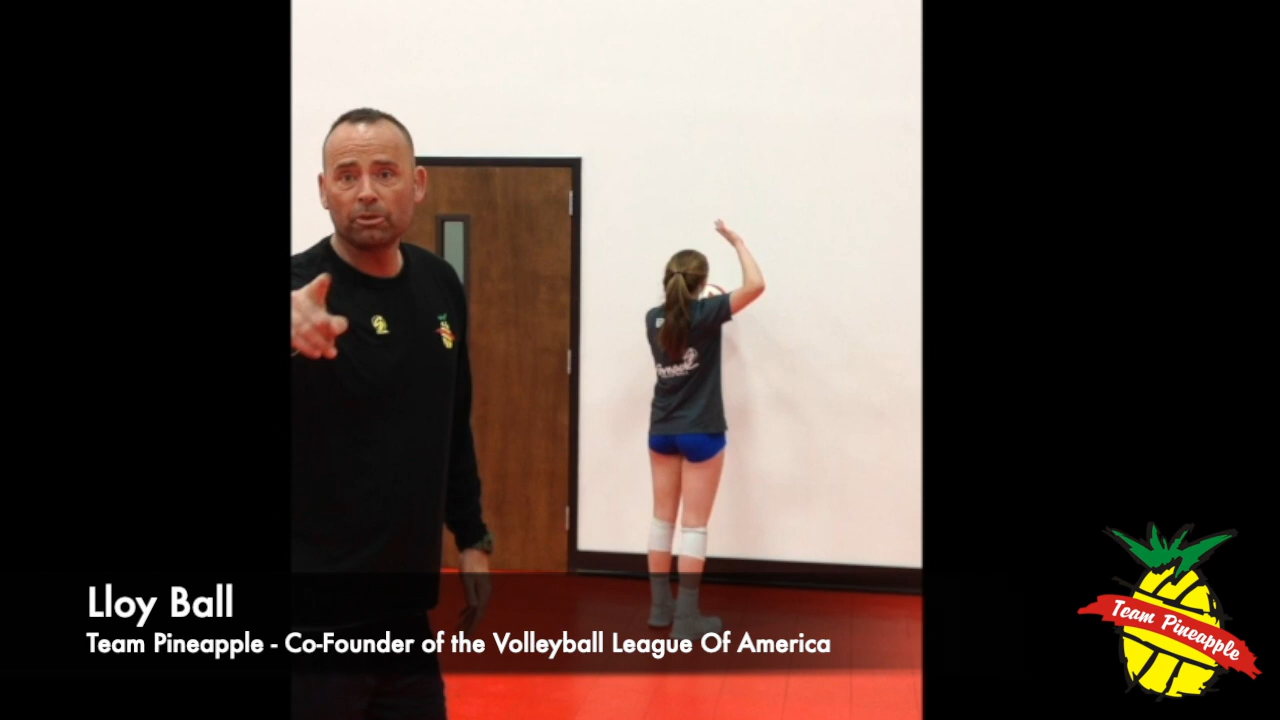 Lloy Ball
Team Pineapple - Co-Founder of the Volleyball League Of America
Team Pineapple